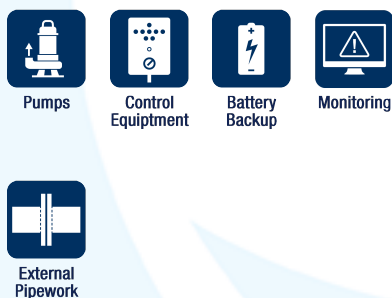 Pumps
Control
Equiptment
Battery
Backup
Monitoring
External
Pipework